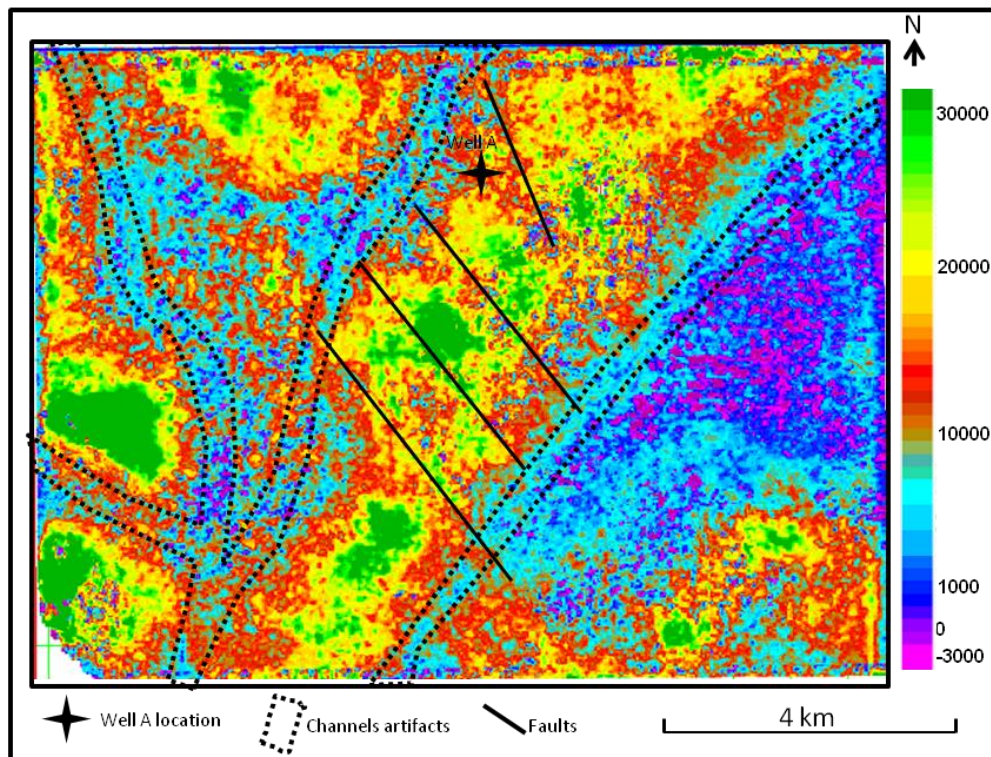 N
Well A
30000
20000
10000
1000
0
-3000
Well A location
Channels artifacts
Faults
4 km